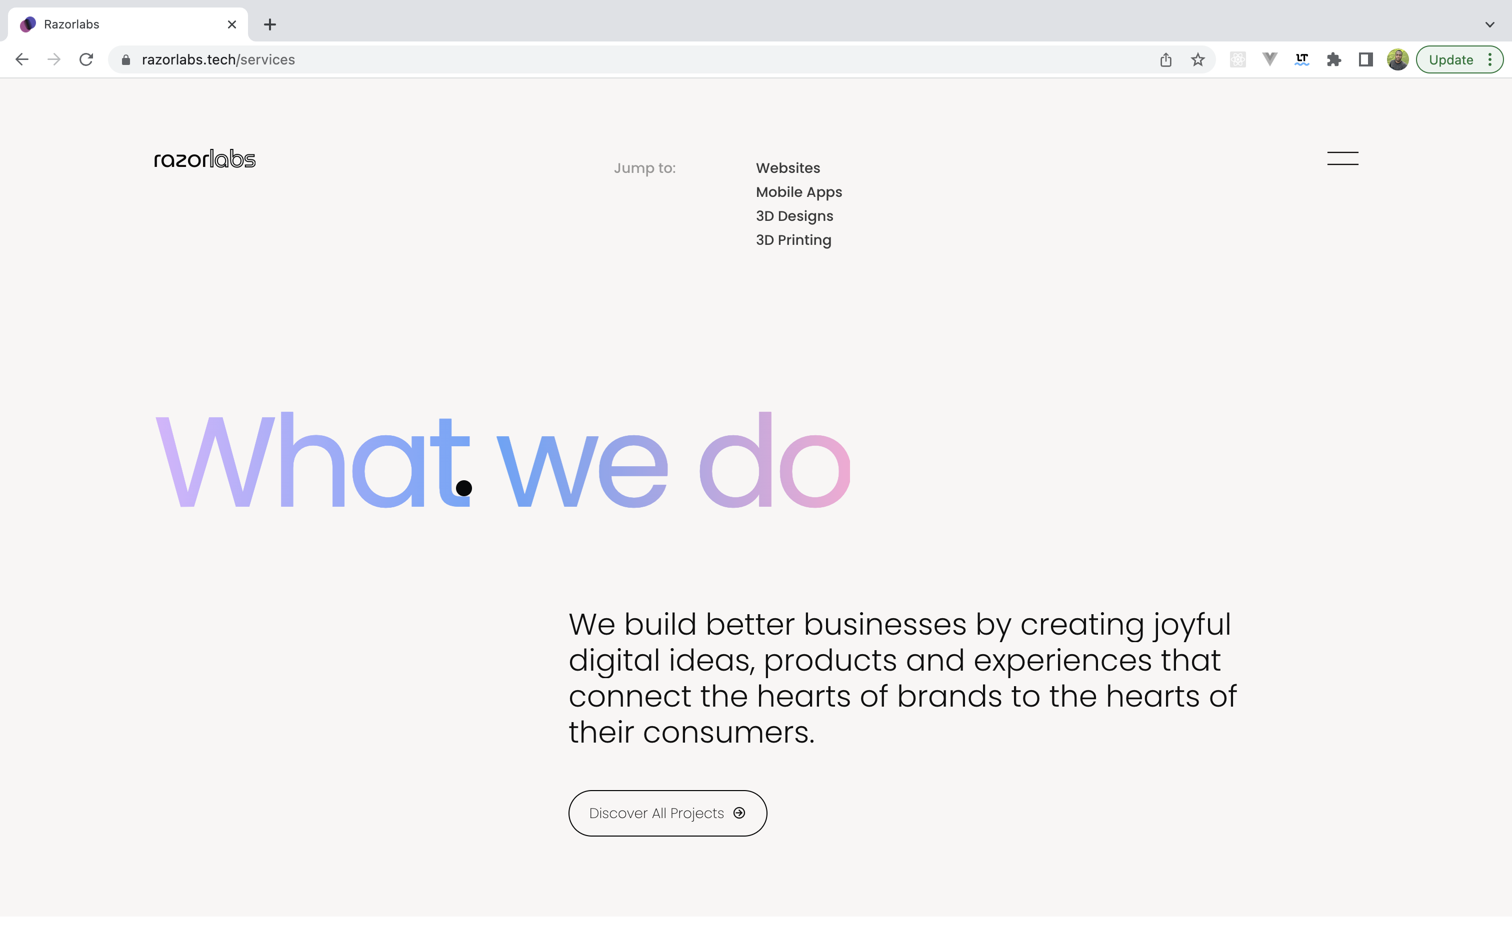 Razorlabs
razorlabs.tech/services
LT
Update
razorlabs
Jump to:
Websites
Mobile Apps
3D Designs
3D Printing
What we do
We build better businesses by creating joyful
digital ideas, products and experiences that
connect the hearts of brands to the hearts of
their consumers.
Discover All Projects